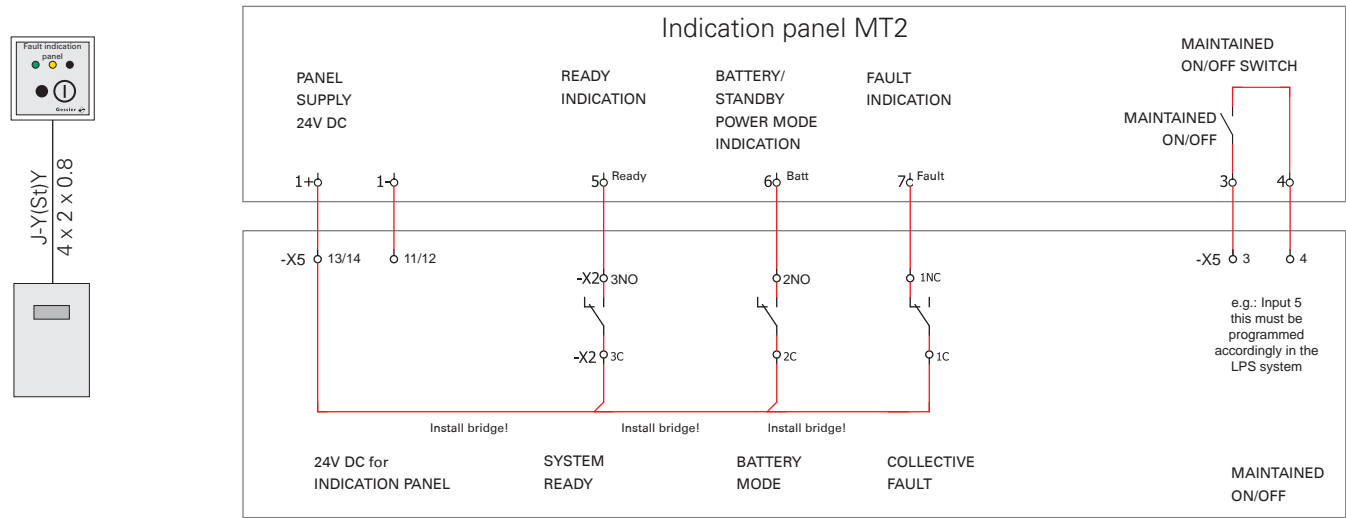 Fault indication
panel
Gessler
J-Y(St)Y
4 x 2 x 0.8
Indication panel MT2
PANEL
SUPPLY
24V DC
READY
INDICATION
BATTERY/
STANDBY
POWER MODE
INDICATION
FAULT
INDICATION
MAINTAINED
ON/OFF SWITCH
MAINTAINED
ON/OFF
1+
1-
5 Ready
6 Batt
7 Fault
3
4
-X5 13/14
11/12
-X2 3NO
2NO
1NC
-X5 3
4
-X2 3C
2C
1C
e.g.: Input 5
this must be
programmed
accordingly in the
LPS system
Install bridge!
Install bridge!
Install bridge!
24V DC for
INDICATION PANEL
SYSTEM
READY
BATTERY
MODE
COLLECTIVE
FAULT
MAINTAINED
ON/OFF